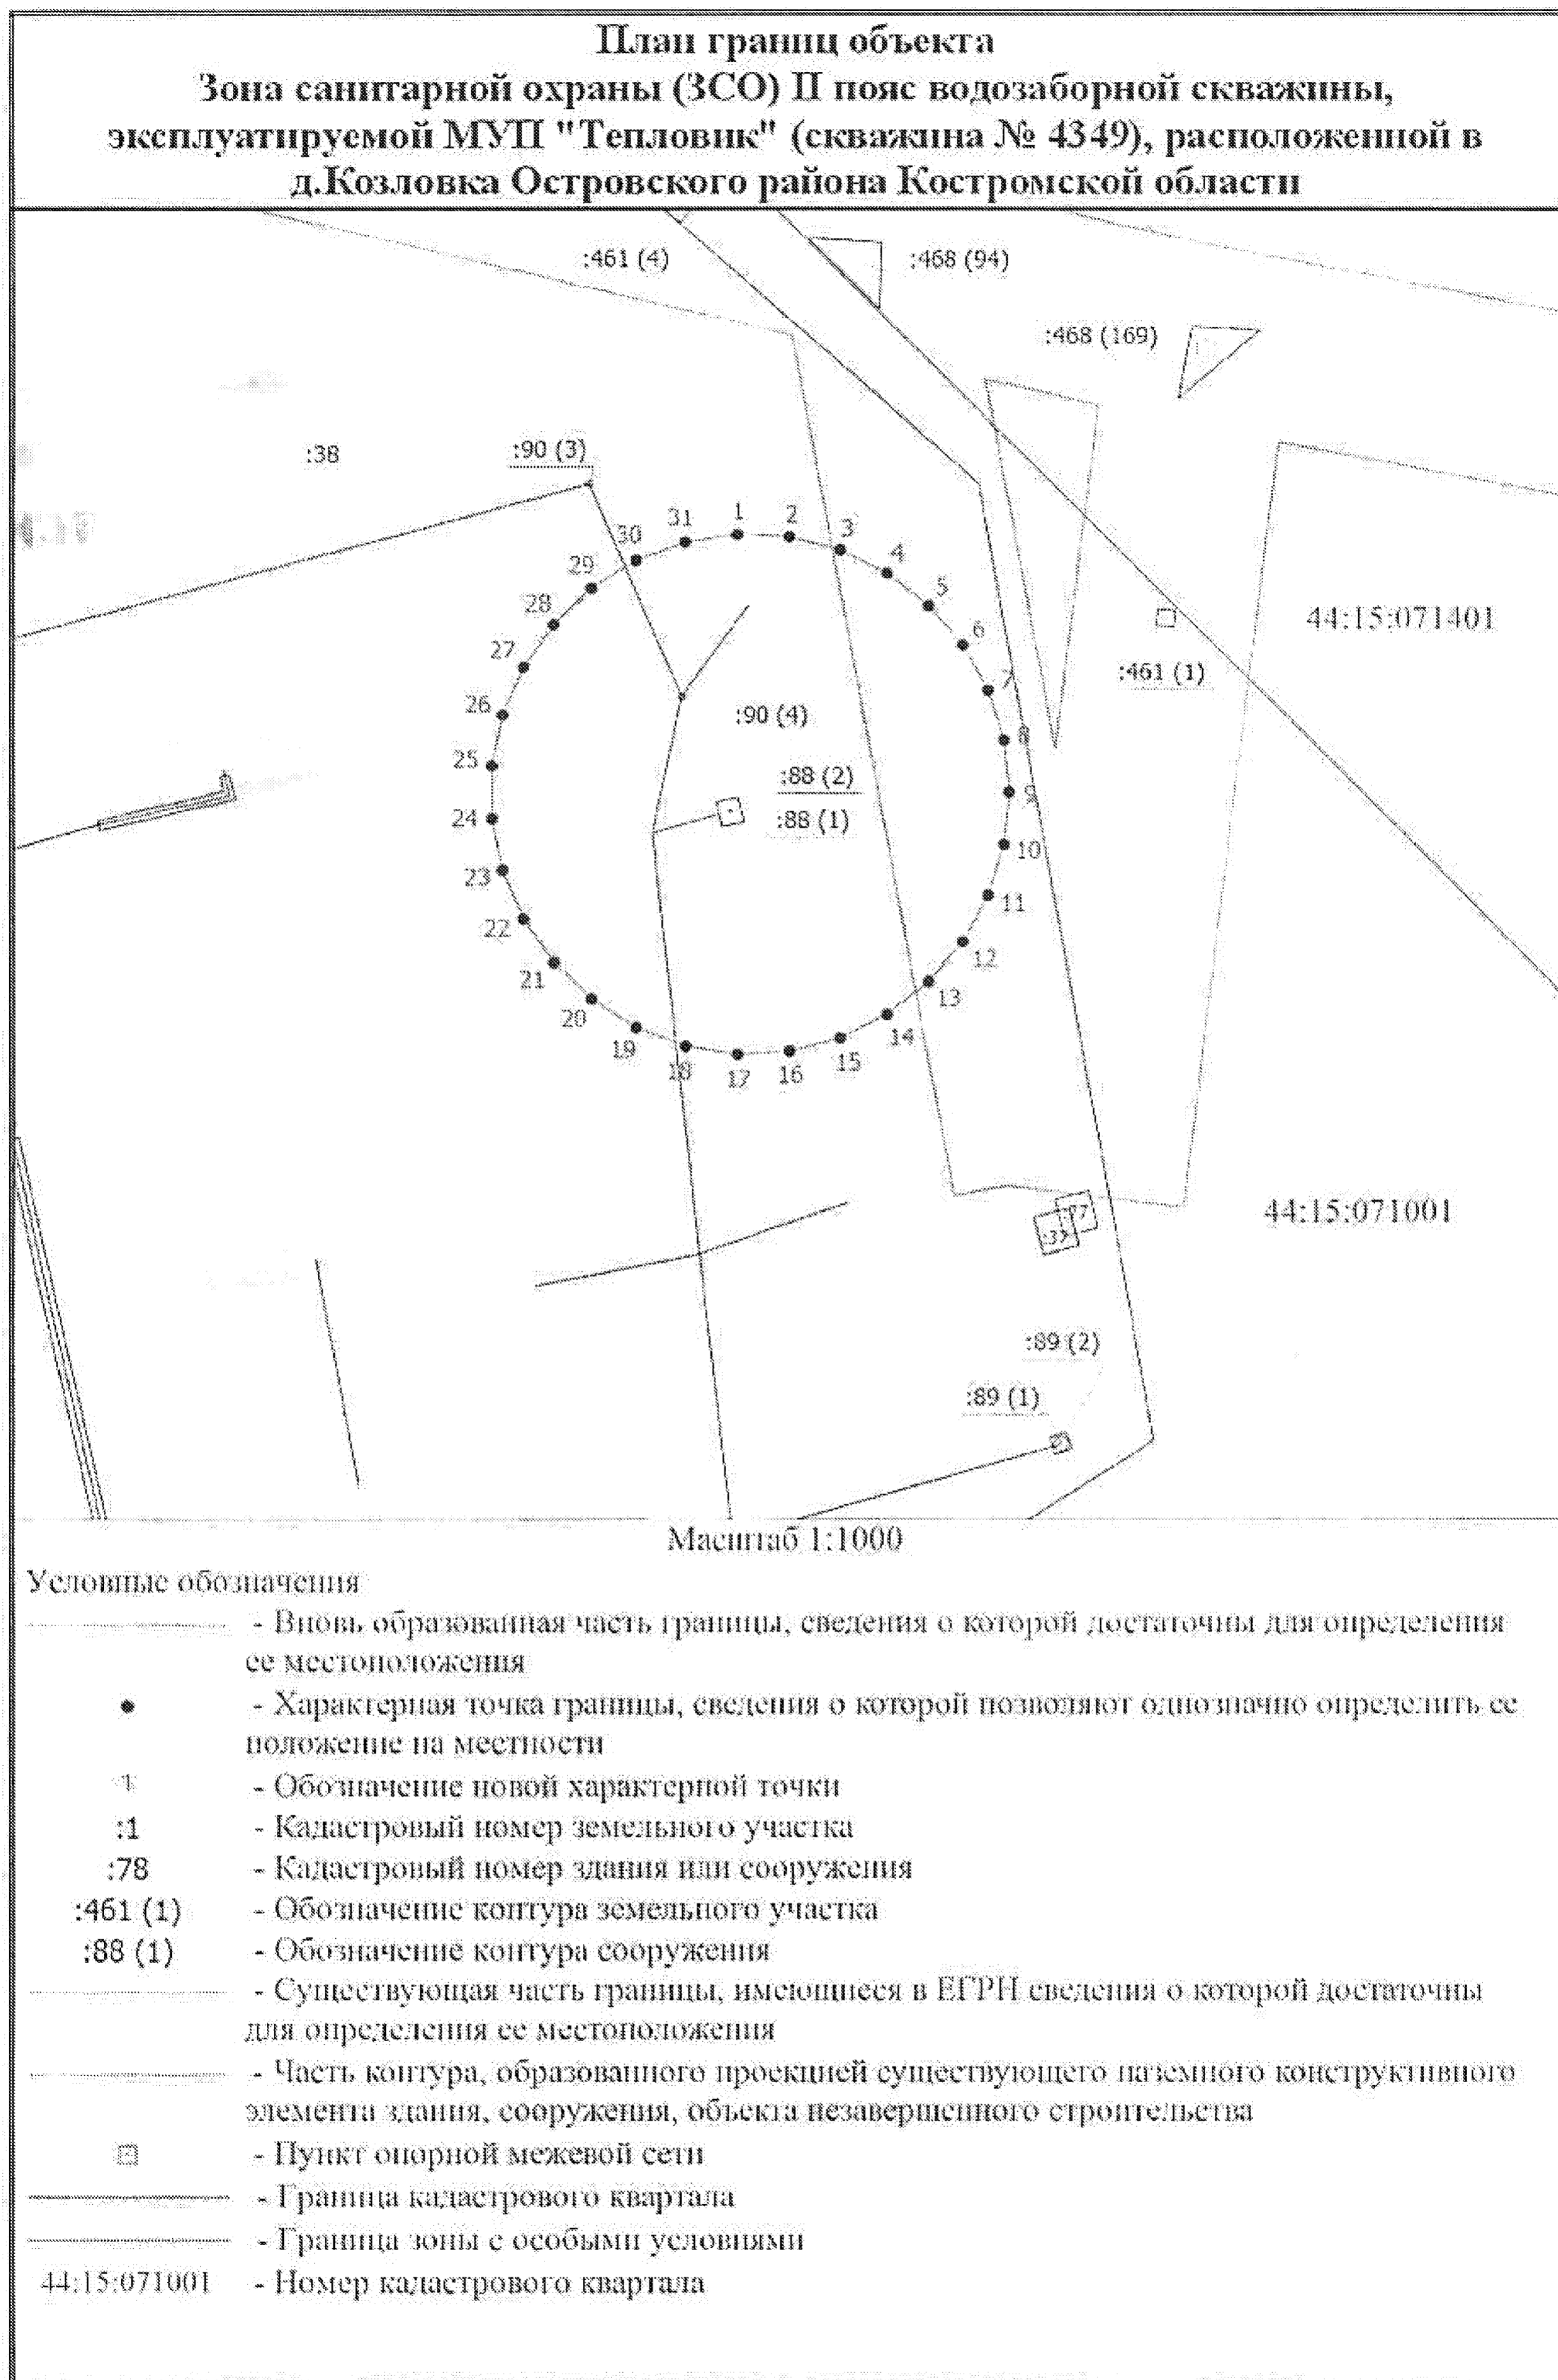 План границ объекта
Зона санитарной охраны (ЗСО) II пояс водозаборной скважины,
эксплуатируемой МУП "Тепловик" (скважина № 4349), расположенной в
д.Козловка Островского района Костромской области
:461 (4)
:468 (94)
:468 (169)
:38
:90 (3)
31
1
2
3
30
4
29
5
28
6
27
7
26
8
25
9
24
10
23
11
22
12
21
13
20
14
19
15
18
17
16
44:15:071401
:461 (1)
:90 (4)
:88 (2)
:88 (1)
44:15:071001
:89 (2)
:89 (1)
Масштаб 1:1000
Условные обозначения
- Вновь образованная часть границы, сведения о которой достаточны для определения
ее местоположения
- Характерная точка границы, сведения о которой позволяют однозначно определить ее
положение на местности
1 - Обозначение новой характерной точки
:1 - Кадастровый номер земельного участка
:78 - Кадастровый номер здания или сооружения
:461 (1) - Обозначение контура земельного участка
:88 (1) - Обозначение контура сооружения
- Существующая часть границы, имеющиеся в ЕГРН сведения о которой достаточны
для определения ее местоположения
- Часть контура, образованного проекцией существующего наземного конструктивного
элемента здания, сооружения, объекта незавершенного строительства
- Пункт опорной межевой сети
- Граница кадастрового квартала
- Граница зоны с особыми условиями
44:15:071001 - Номер кадастрового квартала